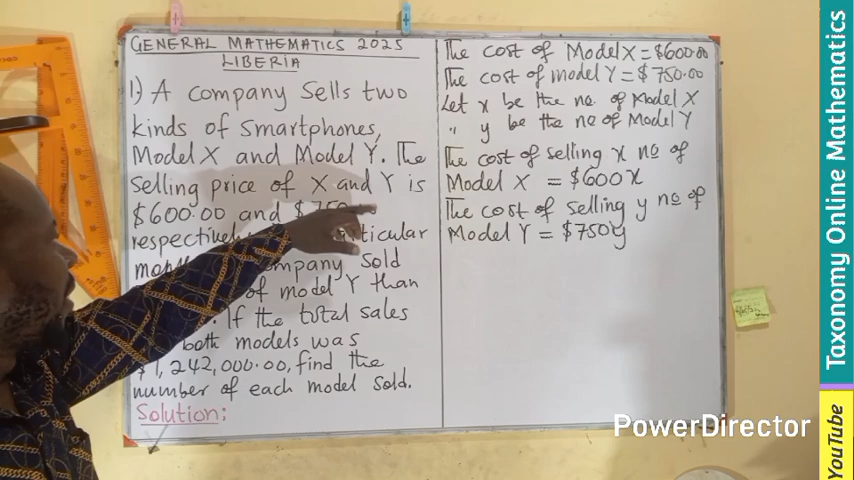 GENERAL MATHEMATICS 2025
LIBERIA
1) A company sells two
kinds of smartphones,
Model X and Model Y. The
selling price of X and Y is
$600.00 and $750
respectively
ticular
company sold
of model Y than
If the total sales
both models was
$1,242,000.00, find the
number of each model sold.
Solution:
The cost of Model X = $600.00
The cost of model Y = $750.00
Let x be the no. of Model X
" y be the no of Model Y
The cost of selling x no of
Model X = $600x
The cost of selling y no of
Model Y = $750y
Taxonomy Online Mathematics
YouTube
PowerDirector